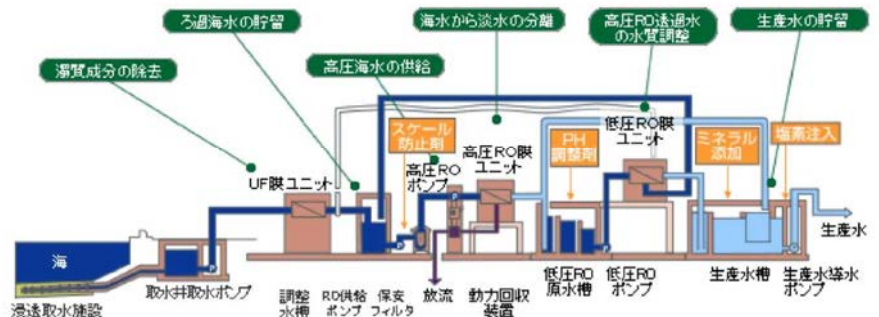 海水から淡水の分離
高圧RO透過水
の水質調整
生産水の貯留
ろ過海水の貯留
高圧海水の供給
濁質成分の除去
スケール
防止剤
低圧RO膜
ユニット
PH
調整剤
ミネラル
添加
塩素注入
高圧RO膜
ユニット
高圧RO
ポンプ
UF膜ユニット
生産水
海
取水井
取水ポンプ
浸透取水施設
調整
水槽
RO供給
ポンプ
保安
フィルタ
放流
動力回収
装置
低圧RO
原水槽
低圧RO
ポンプ
生産水槽
生産水導水
ポンプ
P
P
P
P